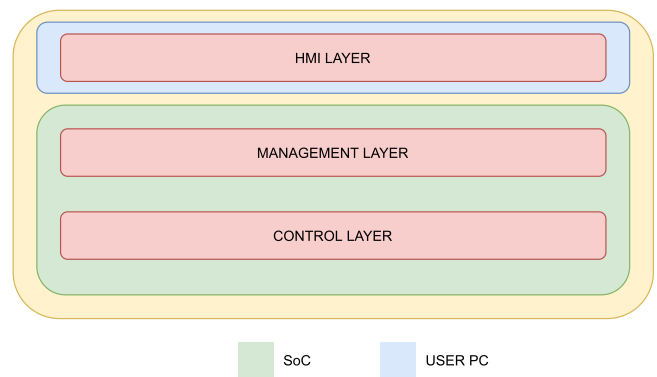 HMI LAYER
MANAGEMENT LAYER
CONTROL LAYER
SoC
USER PC